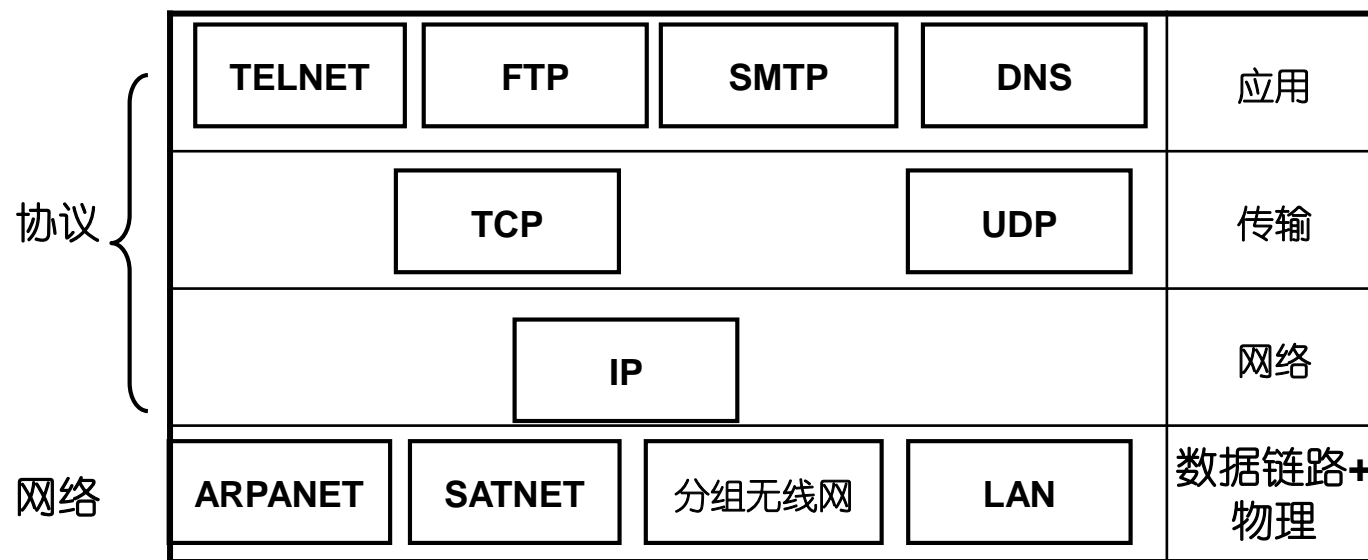 TELNET FTP SMTP DNS 应用
协议 TCP UDP 传输
IP 网络
网络 ARPANET SATNET 分组无线网 LAN 数据链路+
物理